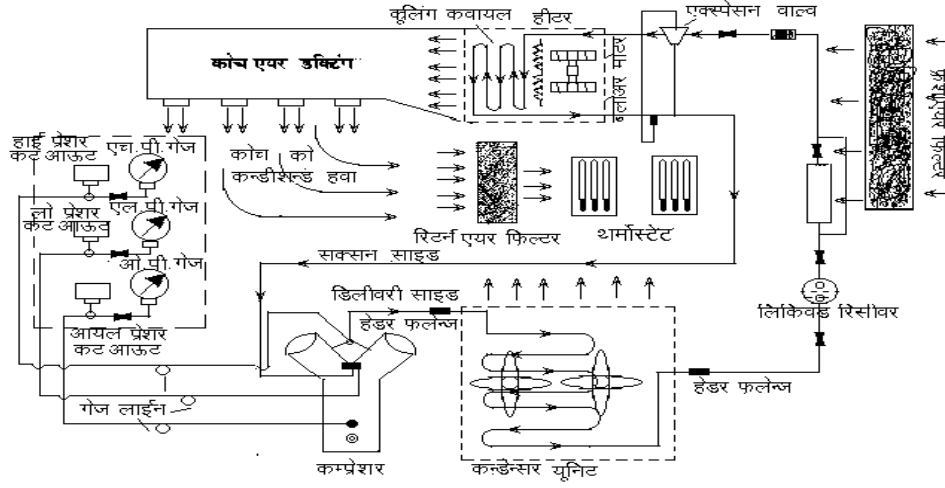 कूलिंग कवायल
हीटर
एक्स्पेसन वाल्व
कोच एयर डक्टिंग
ब्लोअर मोटर
फ्रेशएयर फिल्टर
हाई प्रेशर
कट आऊट
एच.पी.गेज
कोच को
कन्डीशन्ड हवा
लो प्रेशर
कट आऊट
एल.पी.गेज
रिटर्न एयर फिल्टर
थर्मोस्टेट
ओ.पी.गेज
सक्सन साइड
डिलीवरी साइड
हेडर फलेन्ज
लिकिवड रिसीवर
आयल प्रेशर
कट आऊट
हेडर फलेन्ज
गेज लाईन
कम्प्रेशर
कन्डेन्सर यूनिट